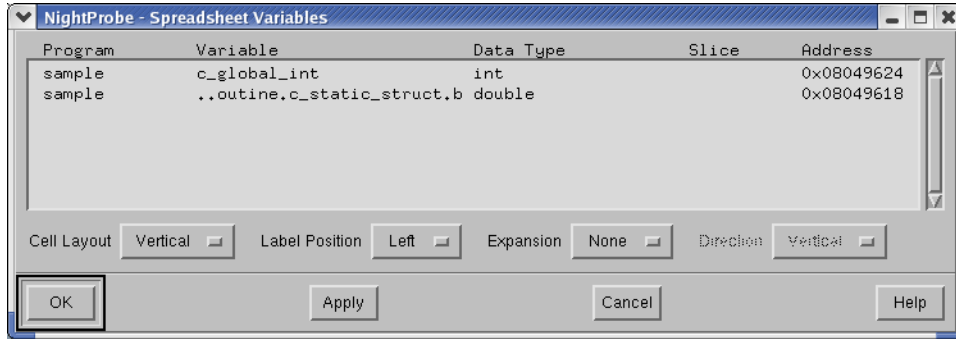 NightProbe - Spreadsheet Variables
Program Variable Data Type Slice Address
sample c_global_int int 0x08049624
sample ..outine.c_static_struct.b double 0x08049618
Cell Layout Vertical Label Position Left Expansion None Direction Vertical
OK Apply Cancel Help